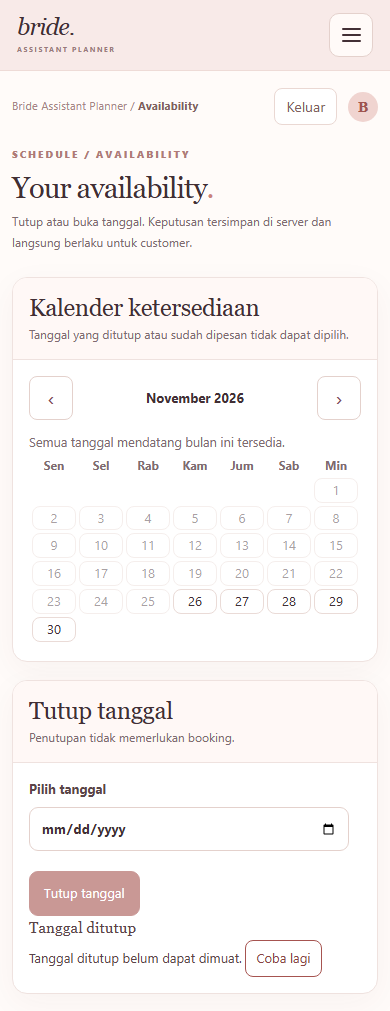 bride.
ASSISTANT PLANNER
Bride Assistant Planner / Availability
Keluar
B
SCHEDULE / AVAILABILITY
Your availability.
Tutup atau buka tanggal. Keputusan tersimpan di server dan
langsung berlaku untuk customer.
Kalender ketersediaan
Tanggal yang ditutup atau sudah dipesan tidak dapat dipilih.
‹ November 2026 ›
Semua tanggal mendatang bulan ini tersedia.
Sen Sel Rab Kam Jum Sab Min
1
2 3 4 5 6 7 8
9 10 11 12 13 14 15
16 17 18 19 20 21 22
23 24 25 26 27 28 29
30
Tutup tanggal
Penutupan tidak memerlukan booking.
Pilih tanggal
mm/dd/yyyy
Tutup tanggal
Tanggal ditutup
Tanggal ditutup belum dapat dimuat. Coba lagi